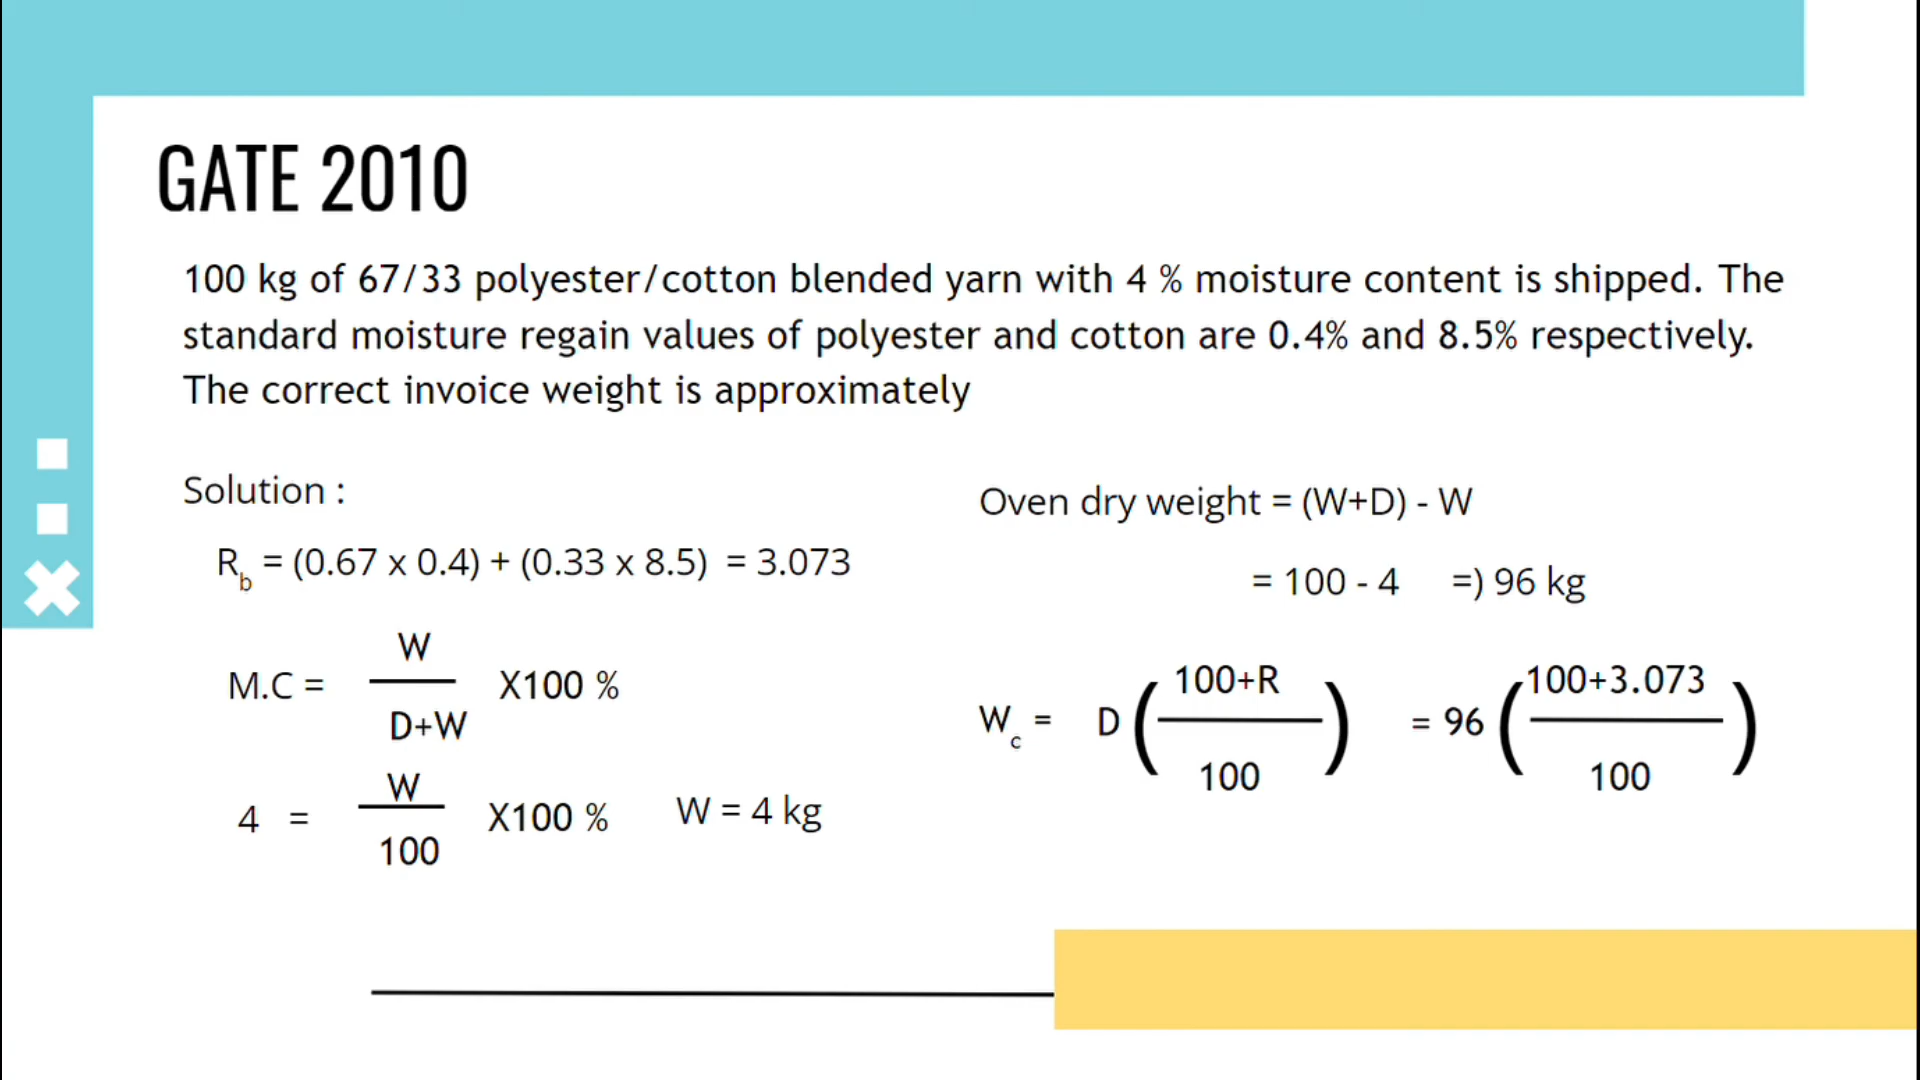 GATE 2010
100 kg of 67/33 polyester/cotton blended yarn with 4 % moisture content is shipped. The
standard moisture regain values of polyester and cotton are 0.4% and 8.5% respectively.
The correct invoice weight is approximately
Solution :
Rb = (0.67 x 0.4) + (0.33 x 8.5) = 3.073
W
M.C = X100 %
D+W
W
4 = X100 % W = 4 kg
100
Oven dry weight = (W+D) - W
= 100 - 4 =) 96 kg
100+R 100+3.073
Wc = D ( ) = 96 ( )
100 100